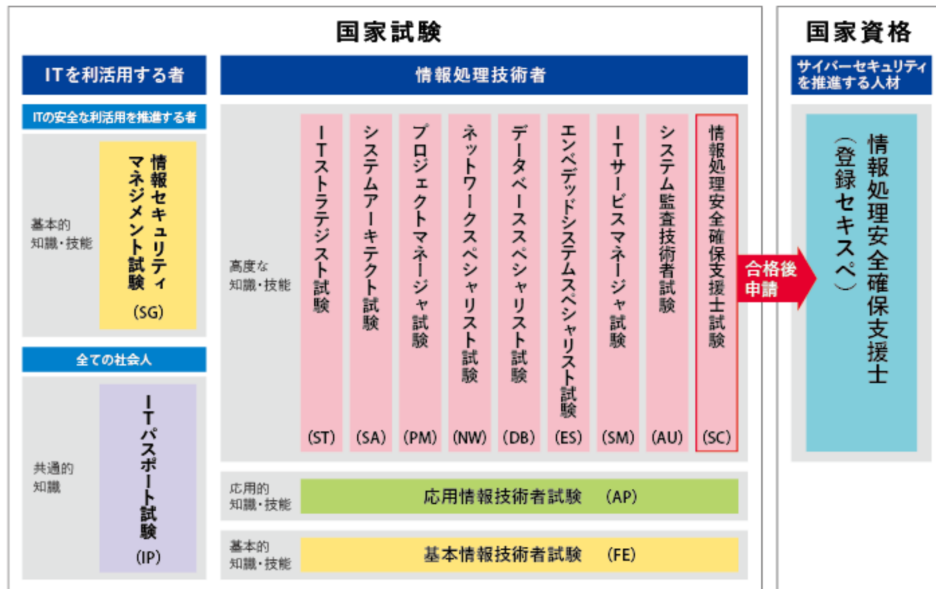 国家試験
国家資格
ITを利活用する者
情報処理技術者
サイバーセキュリティ
を推進する人材
ITの安全な利活用を推進する者
基本的
知識・技能
情報セキュリティ
マネジメント試験
(SG)
全ての社会人
共通的
知識
ITパスポート試験
(IP)
高度な
知識・技能
ITストラテジスト試験
(ST)
システムアーキテクト試験
(SA)
プロジェクトマネージャ試験
(PM)
ネットワークスペシャリスト試験
(NW)
データベーススペシャリスト試験
(DB)
エンベデッドシステムスペシャリスト試験
(ES)
ITサービスマネージャ試験
(SM)
システム監査技術者試験
(AU)
情報処理安全確保支援士試験
(SC)
応用的
知識・技能
応用情報技術者試験 (AP)
基本的
知識・技能
基本情報技術者試験 (FE)
合格後
申請
情報処理安全確保支援士
(登録セキスペ)